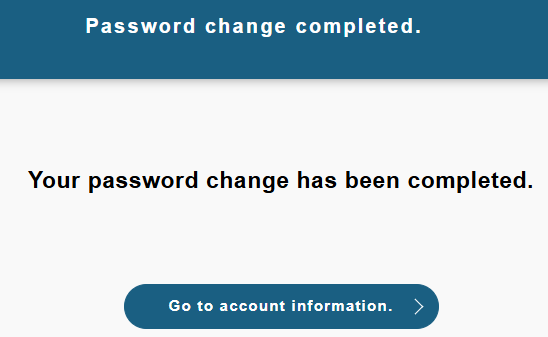 Password change completed.
Your password change has been completed.
Go to account information.